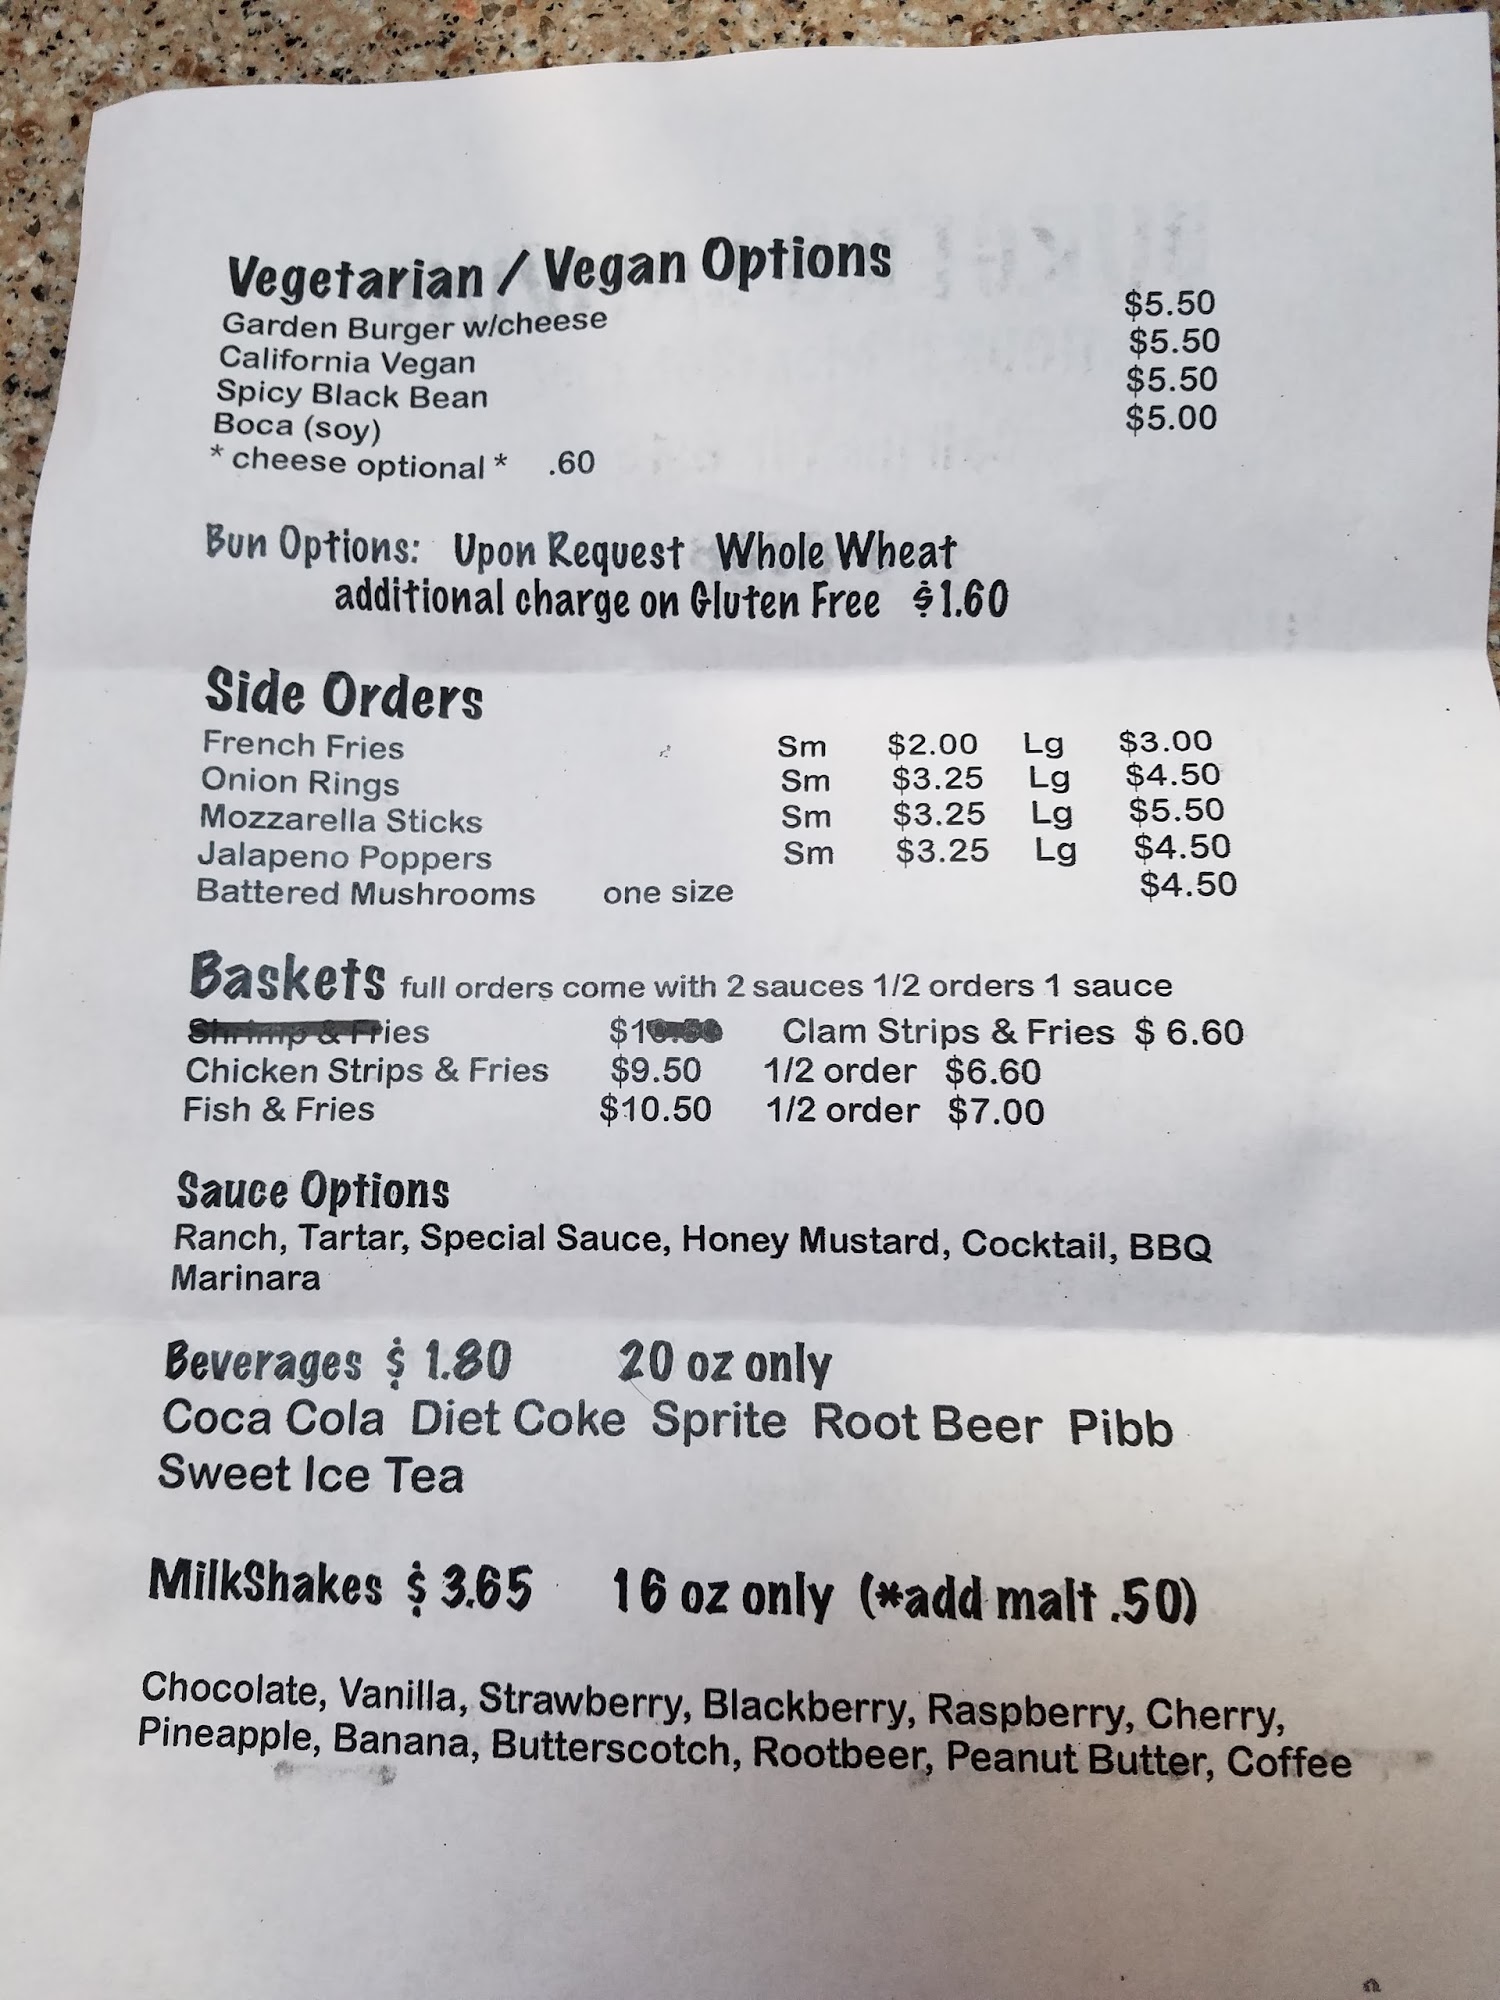 Vegetarian / Vegan Options
Garden Burger w/cheese $5.50
California Vegan $5.50
Spicy Black Bean $5.50
Boca (soy) $5.00
* cheese optional * .60
Bun Options: Upon Request Whole Wheat
additional charge on Gluten Free $1.60
Side Orders
French Fries Sm $2.00 Lg $3.00
Onion Rings Sm $3.25 Lg $4.50
Mozzarella Sticks Sm $3.25 Lg $5.50
Jalapeno Poppers Sm $3.25 Lg $4.50
Battered Mushrooms one size $4.50
Baskets full orders come with 2 sauces 1/2 orders 1 sauce
Shrimp & Fries Clam Strips & Fries $ 6.60
Chicken Strips & Fries $9.50 1/2 order $6.60
Fish & Fries $10.50 1/2 order $7.00
Sauce Options
Ranch, Tartar, Special Sauce, Honey Mustard, Cocktail, BBQ
Marinara
Beverages $ 1.80 20 oz only
Coca Cola Diet Coke Sprite Root Beer Pibb
Sweet Ice Tea
MilkShakes $ 3.65 16 oz only (*add malt .50)
Chocolate, Vanilla, Strawberry, Blackberry, Raspberry, Cherry,
Pineapple, Banana, Butterscotch, Rootbeer, Peanut Butter, Coffee